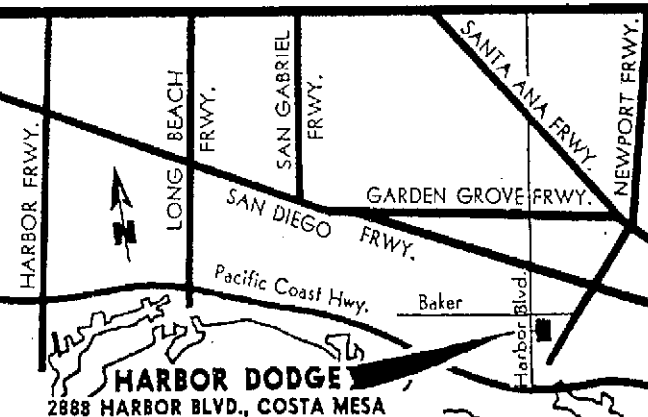 HARBOR FRWY.
LONG BEACH
FRWY.
SAN GABRIEL
FRWY.
SANTA ANA FRWY.
NEWPORT FRWY.
GARDEN GROVE FRWY.
SAN DIEGO FRWY.
N
Pacific Coast Hwy.
Baker
Harbor Blvd.
HARBOR DODGE
2888 HARBOR BLVD., COSTA MESA